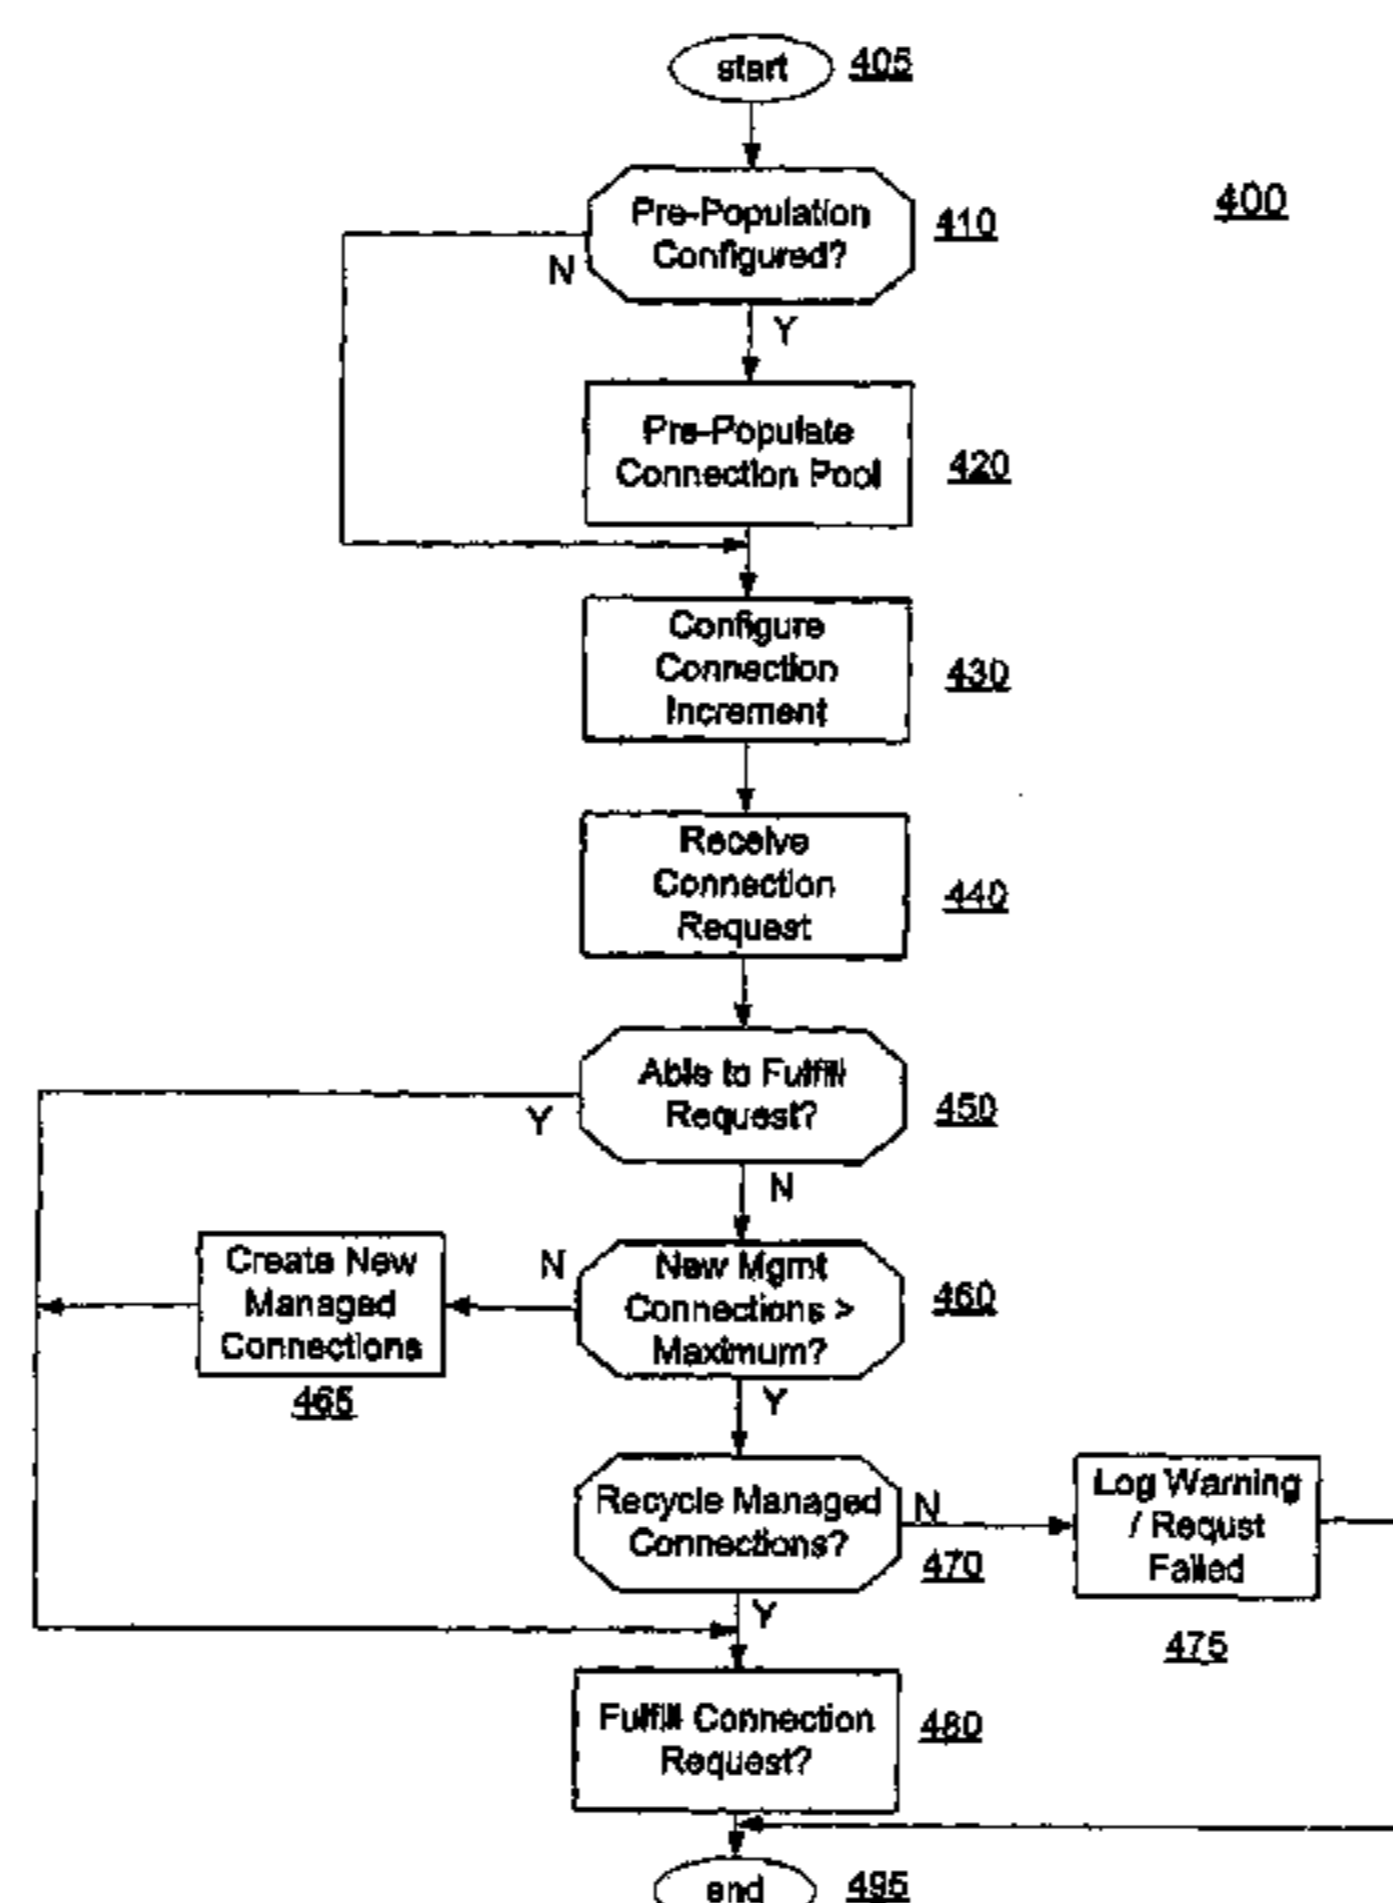 start 405
400
Pre-Population
Configured?
410
N
Y
Pre-Populate
Connection Pool
420
Configure
Connection
Increment
430
Receive
Connection
Request
440
Able to Fulfill
Request?
450
Y
N
Create New
Managed
Connections
465
N
New Mgmt
Connections >
Maximum?
460
Y
Recycle Managed
Connections?
470
N
Log Warning
/ Requst
Failed
475
Y
Fulfill Connection
Request?
480
end 495